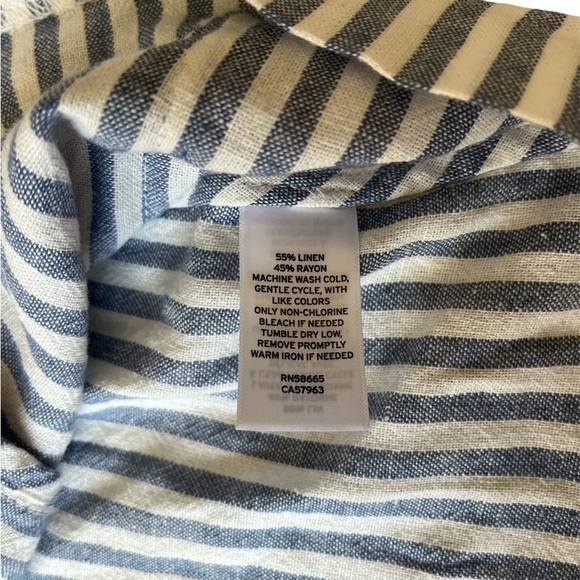 55% LINEN
45% RAYON
MACHINE WASH COLD,
GENTLE CYCLE, WITH
LIKE COLORS
ONLY NON-CHLORINE
BLEACH IF NEEDED
TUMBLE DRY LOW,
REMOVE PROMPTLY
WARM IRON IF NEEDED
RN58665
CA57963